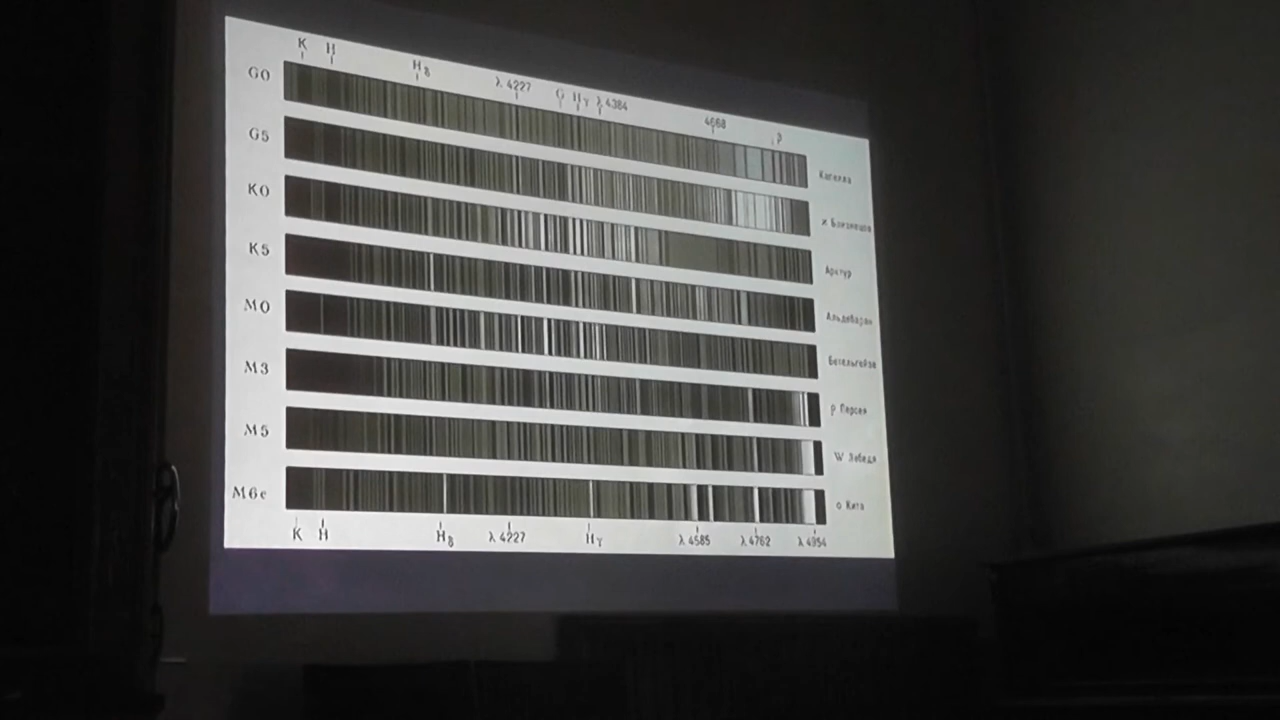 K H H δ λ 4227 G Hγ λ 4384 4668 β
G0 Капелла
G5 κ Близнецов
K0 Арктур
K5 Альдебаран
M0 Бетельгейзе
M3 ρ Персея
M5 W Лебедя
M6e o Кита
K H Hδ λ 4227 Hγ λ 4585 λ 4762 λ 4954